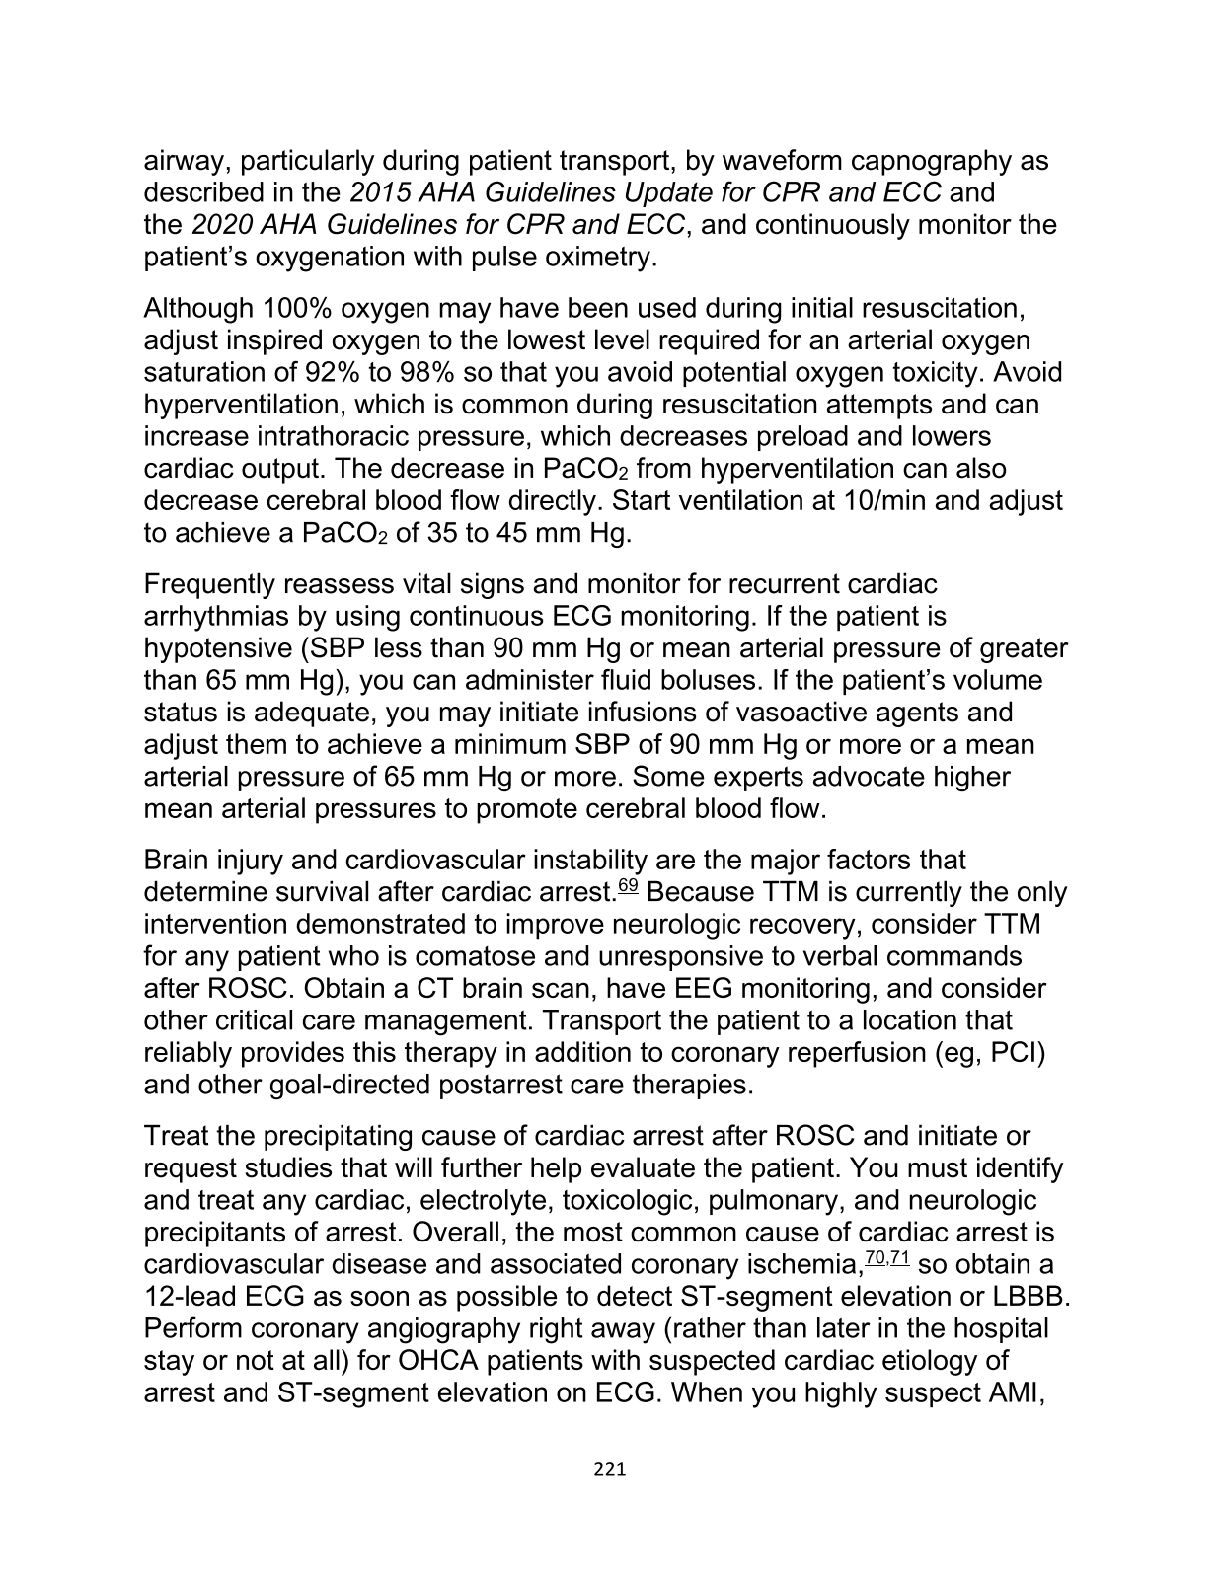 airway, particularly during patient transport, by waveform capnography as
described in the 2015 AHA Guidelines Update for CPR and ECC and
the 2020 AHA Guidelines for CPR and ECC, and continuously monitor the
patient’s oxygenation with pulse oximetry.
Although 100% oxygen may have been used during initial resuscitation,
adjust inspired oxygen to the lowest level required for an arterial oxygen
saturation of 92% to 98% so that you avoid potential oxygen toxicity. Avoid
hyperventilation, which is common during resuscitation attempts and can
increase intrathoracic pressure, which decreases preload and lowers
cardiac output. The decrease in PaCO₂ from hyperventilation can also
decrease cerebral blood flow directly. Start ventilation at 10/min and adjust
to achieve a PaCO₂ of 35 to 45 mm Hg.
Frequently reassess vital signs and monitor for recurrent cardiac
arrhythmias by using continuous ECG monitoring. If the patient is
hypotensive (SBP less than 90 mm Hg or mean arterial pressure of greater
than 65 mm Hg), you can administer fluid boluses. If the patient’s volume
status is adequate, you may initiate infusions of vasoactive agents and
adjust them to achieve a minimum SBP of 90 mm Hg or more or a mean
arterial pressure of 65 mm Hg or more. Some experts advocate higher
mean arterial pressures to promote cerebral blood flow.
Brain injury and cardiovascular instability are the major factors that
determine survival after cardiac arrest.69 Because TTM is currently the only
intervention demonstrated to improve neurologic recovery, consider TTM
for any patient who is comatose and unresponsive to verbal commands
after ROSC. Obtain a CT brain scan, have EEG monitoring, and consider
other critical care management. Transport the patient to a location that
reliably provides this therapy in addition to coronary reperfusion (eg, PCI)
and other goal-directed postarrest care therapies.
Treat the precipitating cause of cardiac arrest after ROSC and initiate or
request studies that will further help evaluate the patient. You must identify
and treat any cardiac, electrolyte, toxicologic, pulmonary, and neurologic
precipitants of arrest. Overall, the most common cause of cardiac arrest is
cardiovascular disease and associated coronary ischemia,70,71 so obtain a
12-lead ECG as soon as possible to detect ST-segment elevation or LBBB.
Perform coronary angiography right away (rather than later in the hospital
stay or not at all) for OHCA patients with suspected cardiac etiology of
arrest and ST-segment elevation on ECG. When you highly suspect AMI,
221